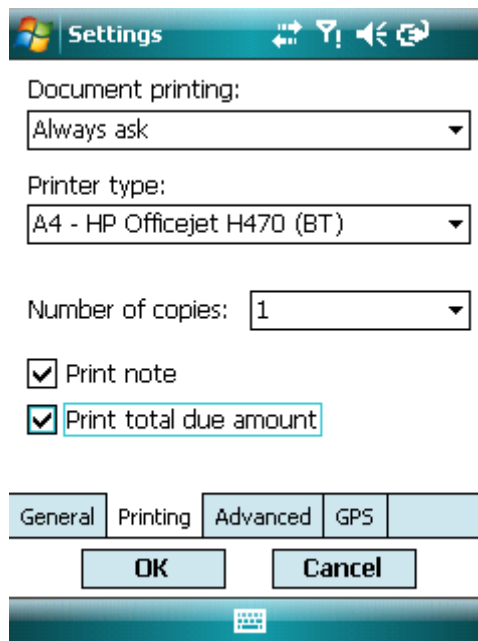 Settings
Document printing:
Always ask
Printer type:
A4 - HP Officejet H470 (BT)
Number of copies: 1
Print note
Print total due amount
General Printing Advanced GPS
OK Cancel